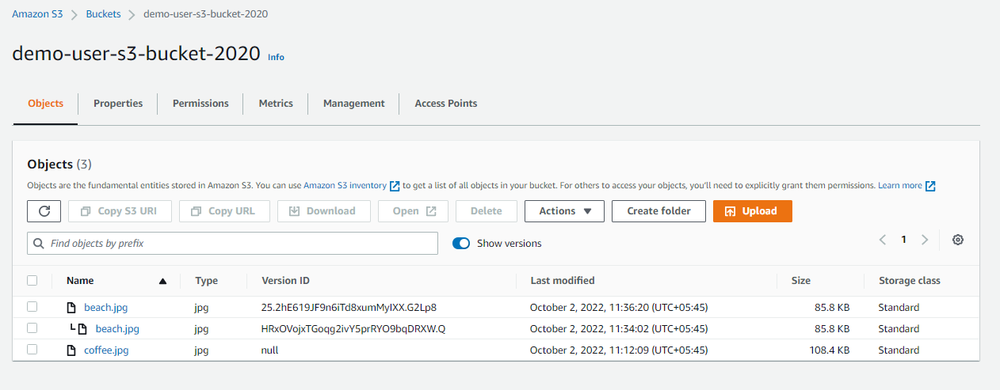 Amazon S3 > Buckets > demo-user-s3-bucket-2020
demo-user-s3-bucket-2020 Info
Objects Properties Permissions Metrics Management Access Points
Objects (3)
Objects are the fundamental entities stored in Amazon S3. You can use Amazon S3 inventory to get a list of all objects in your bucket. For others to access your objects, you'll need to explicitly grant them permissions. Learn more
Copy S3 URI Copy URL Download Open Delete Actions Create folder Upload
Find objects by prefix Show versions 1
Name Type Version ID Last modified Size Storage class
beach.jpg jpg 25.2hE619JF9n6iTd8xumMyIXX.G2Lp8 October 2, 2022, 11:36:20 (UTC+05:45) 85.8 KB Standard
beach.jpg jpg HRxOVojxTGoqg2ivY5prRYO9bqDRXW.Q October 2, 2022, 11:34:02 (UTC+05:45) 85.8 KB Standard
coffee.jpg jpg null October 2, 2022, 11:12:09 (UTC+05:45) 108.4 KB Standard